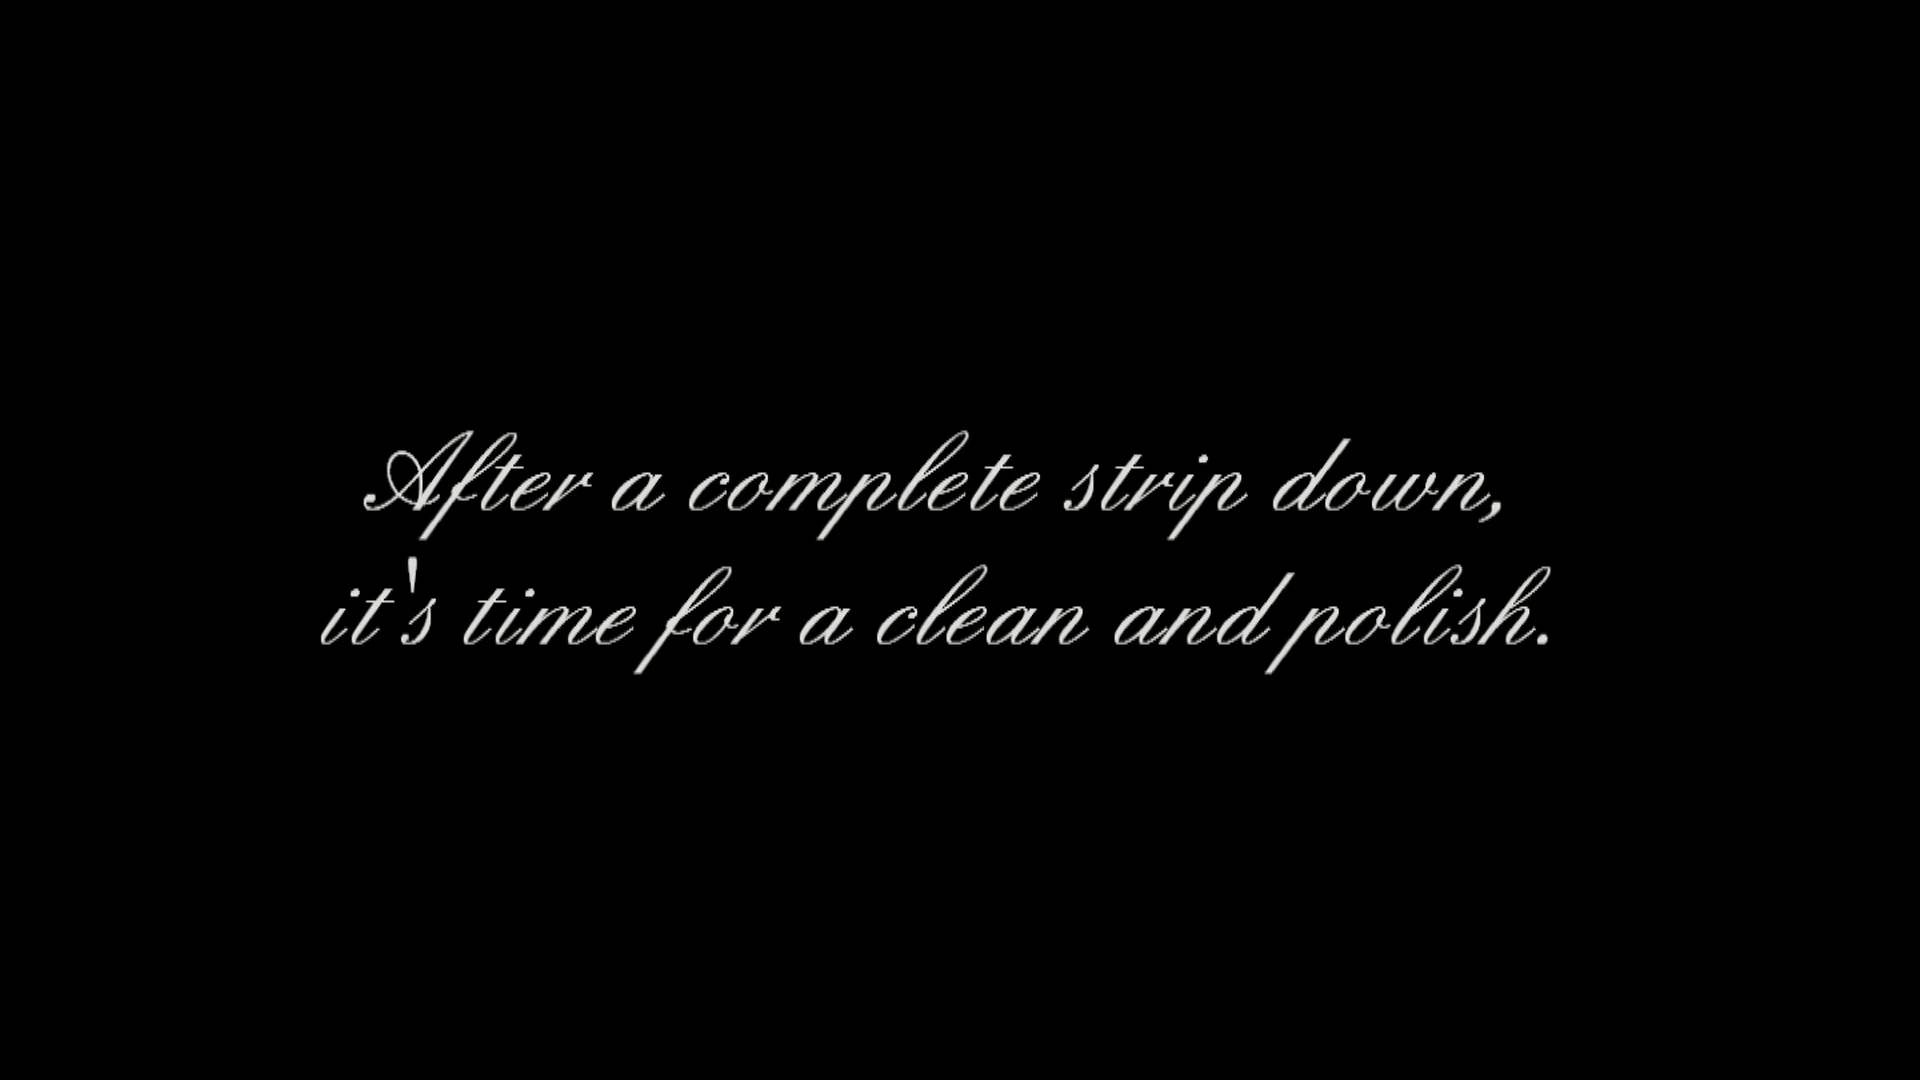 After a complete strip down,
it's time for a clean and polish.